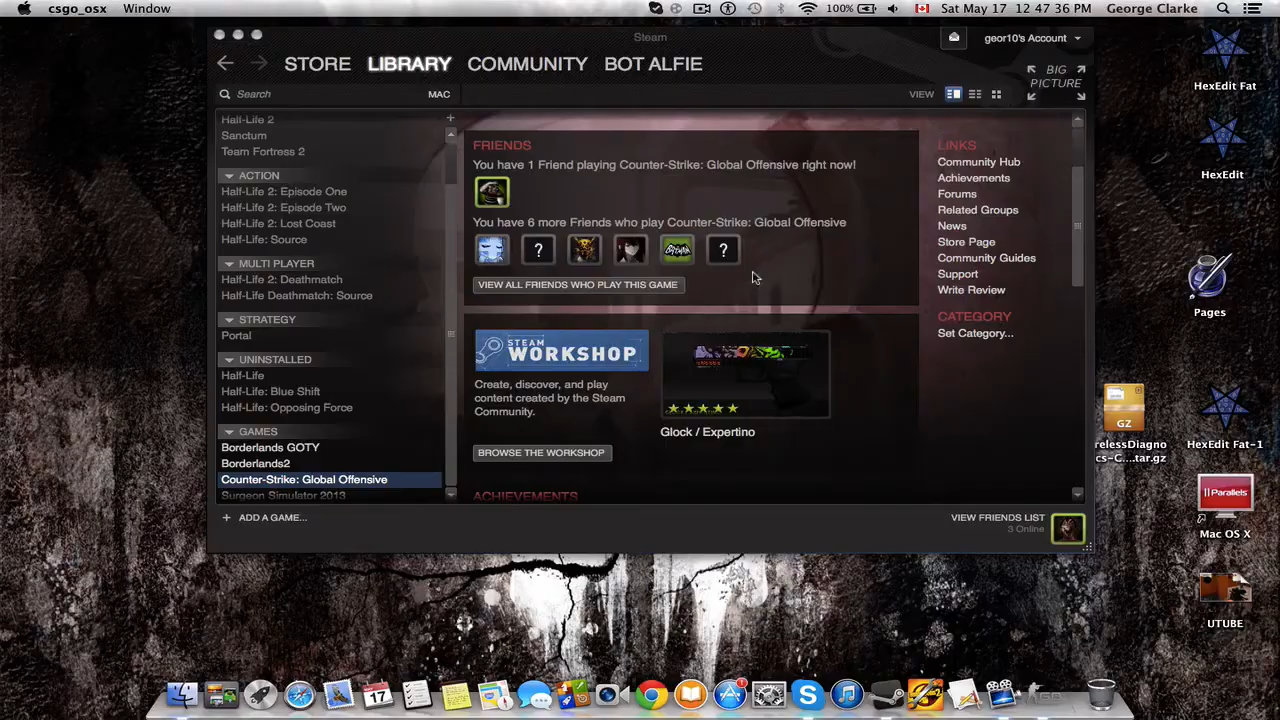 csgo_osx Window 100% Sat May 17 12:47:36 PM George Clarke
Steam
geor10's Account
STORE LIBRARY COMMUNITY BOT ALFIE
BIG
PICTURE
Search MAC
VIEW
Half-Life 2
Sanctum
Team Fortress 2
ACTION
Half-Life 2: Episode One
Half-Life 2: Episode Two
Half-Life 2: Lost Coast
Half-Life: Source
MULTI PLAYER
Half-Life 2: Deathmatch
Half-Life Deathmatch: Source
STRATEGY
Portal
UNINSTALLED
Half-Life
Half-Life: Blue Shift
Half-Life: Opposing Force
GAMES
Borderlands GOTY
Borderlands2
Counter-Strike: Global Offensive
Surgeon Simulator 2013
+ ADD A GAME...
FRIENDS
You have 1 Friend playing Counter-Strike: Global Offensive right now!
You have 6 more Friends who play Counter-Strike: Global Offensive
? ?
VIEW ALL FRIENDS WHO PLAY THIS GAME
STEAM
WORKSHOP
Create, discover, and play
content created by the Steam
Community.
BROWSE THE WORKSHOP
Glock / Expertino
ACHIEVEMENTS
LINKS
Community Hub
Achievements
Forums
Related Groups
News
Store Page
Community Guides
Support
Write Review
CATEGORY
Set Category...
VIEW FRIENDS LIST
3 Online
HexEdit Fat
HexEdit
Pages
GZ
relessDiagno
cs-C....tar.gz
HexEdit Fat-1
Parallels
Mac OS X
UTUBE
17
1